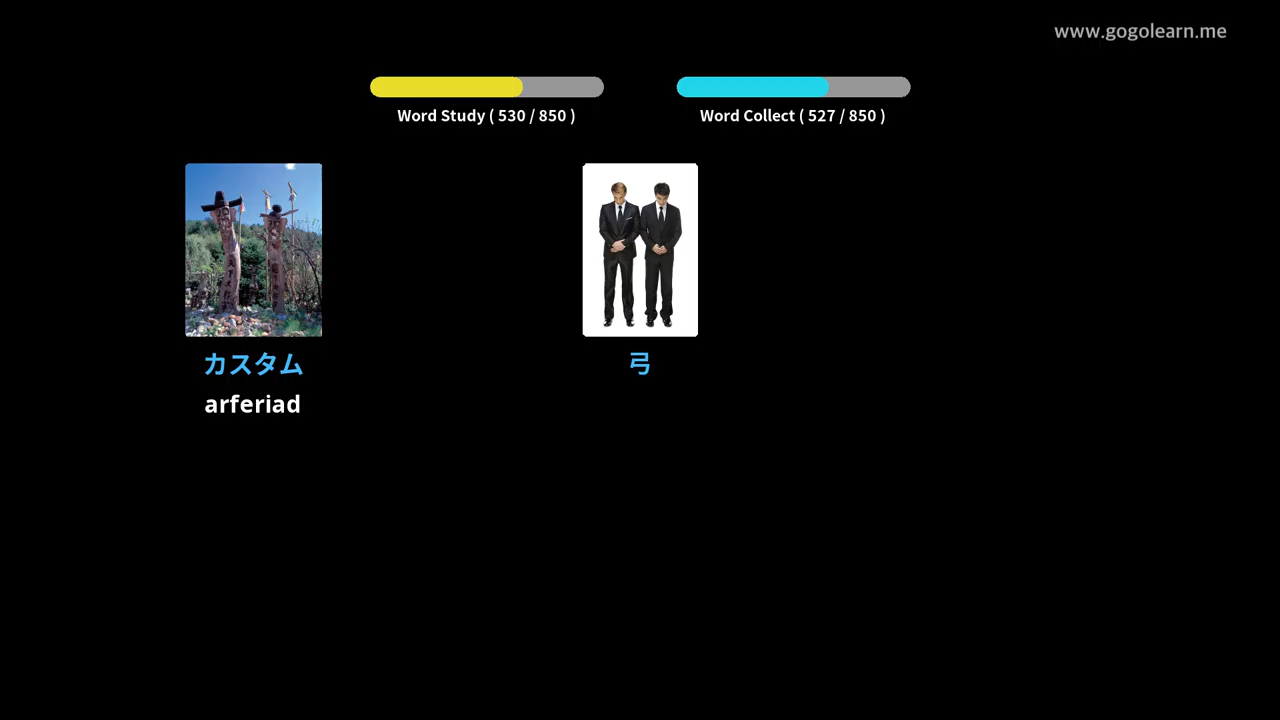 www.gogolearn.me
Word Study ( 530 / 850 )
Word Collect ( 527 / 850 )
カスタム
弓
arferiad